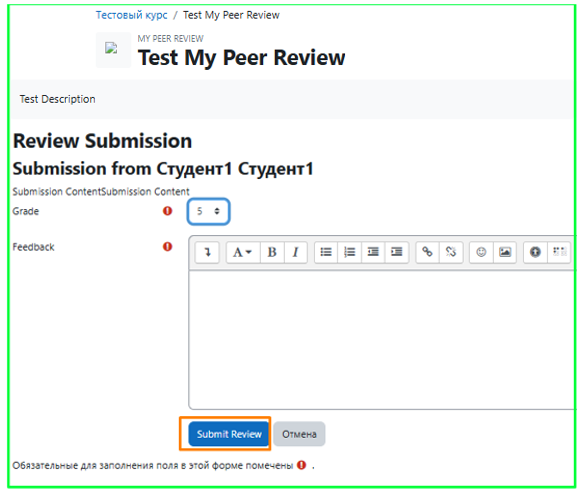 Тестовый курс / Test My Peer Review
MY PEER REVIEW
Test My Peer Review
Test Description
Review Submission
Submission from Студент1 Студент1
Submission ContentSubmission Content
Grade 5
Feedback
A B I
Submit Review Отмена
Обязательные для заполнения поля в этой форме помечены .